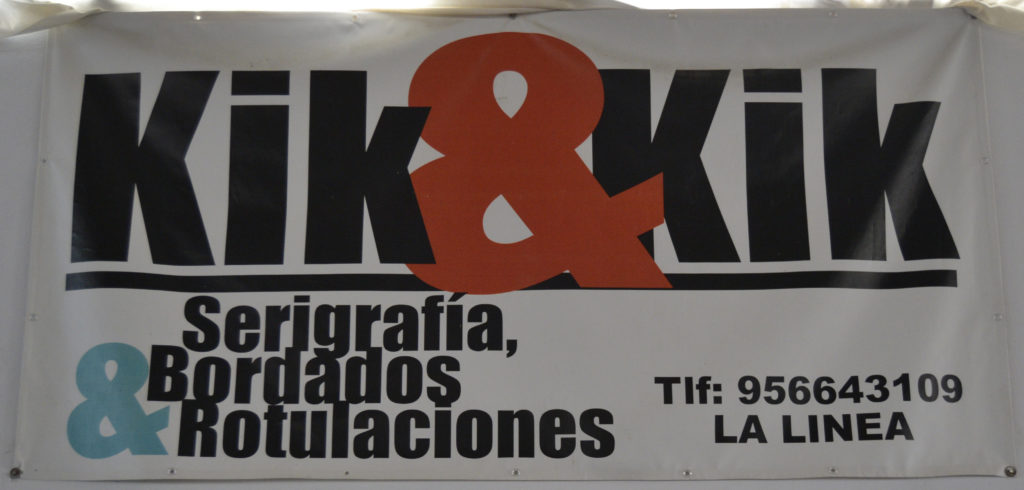 Kik&Kik
Serigrafía,
Bordados
& Rotulaciones
Tlf: 956643109
LA LINEA